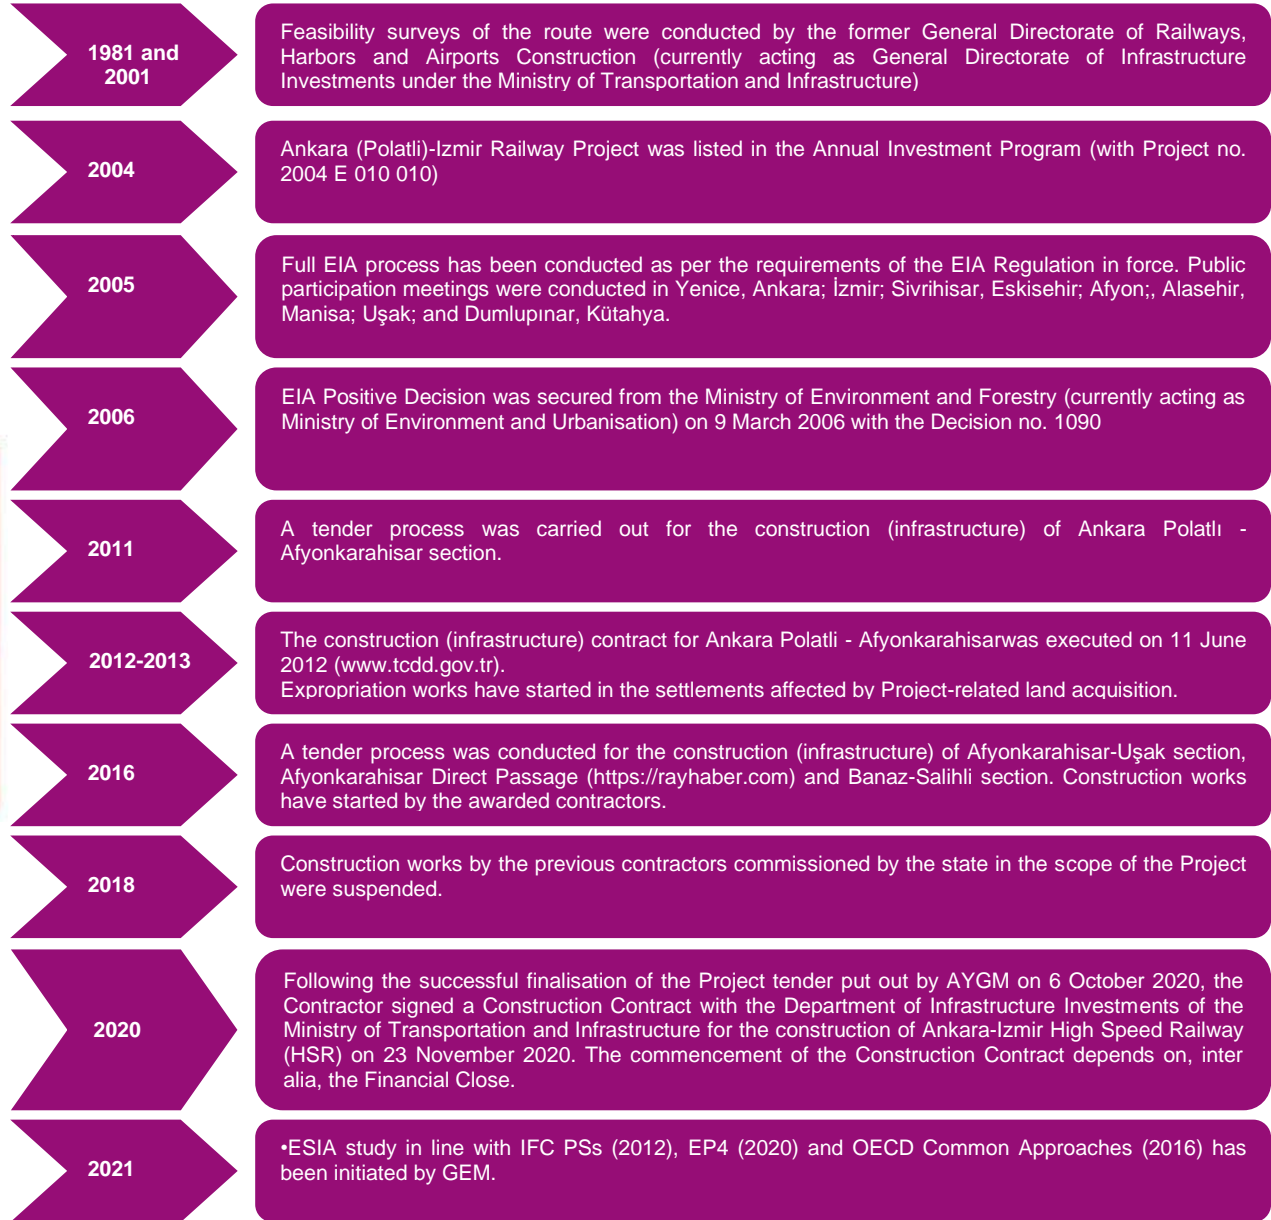 1981 and
2001
Feasibility surveys of the route were conducted by the former General Directorate of Railways,
Harbors and Airports Construction (currently acting as General Directorate of Infrastructure
Investments under the Ministry of Transportation and Infrastructure)
2004
Ankara (Polatli)-Izmir Railway Project was listed in the Annual Investment Program (with Project no.
2004 E 010 010)
2005
Full EIA process has been conducted as per the requirements of the EIA Regulation in force. Public
participation meetings were conducted in Yenice, Ankara; İzmir; Sivrihisar, Eskisehir; Afyon;, Alasehir,
Manisa; Uşak; and Dumlupınar, Kütahya.
2006
EIA Positive Decision was secured from the Ministry of Environment and Forestry (currently acting as
Ministry of Environment and Urbanisation) on 9 March 2006 with the Decision no. 1090
2011
A tender process was carried out for the construction (infrastructure) of Ankara Polatlı -
Afyonkarahisar section.
2012-2013
The construction (infrastructure) contract for Ankara Polatli - Afyonkarahisarwas executed on 11 June
2012 (www.tcdd.gov.tr).
Expropriation works have started in the settlements affected by Project-related land acquisition.
2016
A tender process was conducted for the construction (infrastructure) of Afyonkarahisar-Uşak section,
Afyonkarahisar Direct Passage (https://rayhaber.com) and Banaz-Salihli section. Construction works
have started by the awarded contractors.
2018
Construction works by the previous contractors commissioned by the state in the scope of the Project
were suspended.
2020
Following the successful finalisation of the Project tender put out by AYGM on 6 October 2020, the
Contractor signed a Construction Contract with the Department of Infrastructure Investments of the
Ministry of Transportation and Infrastructure for the construction of Ankara-Izmir High Speed Railway
(HSR) on 23 November 2020. The commencement of the Construction Contract depends on, inter
alia, the Financial Close.
2021
•ESIA study in line with IFC PSs (2012), EP4 (2020) and OECD Common Approaches (2016) has
been initiated by GEM.